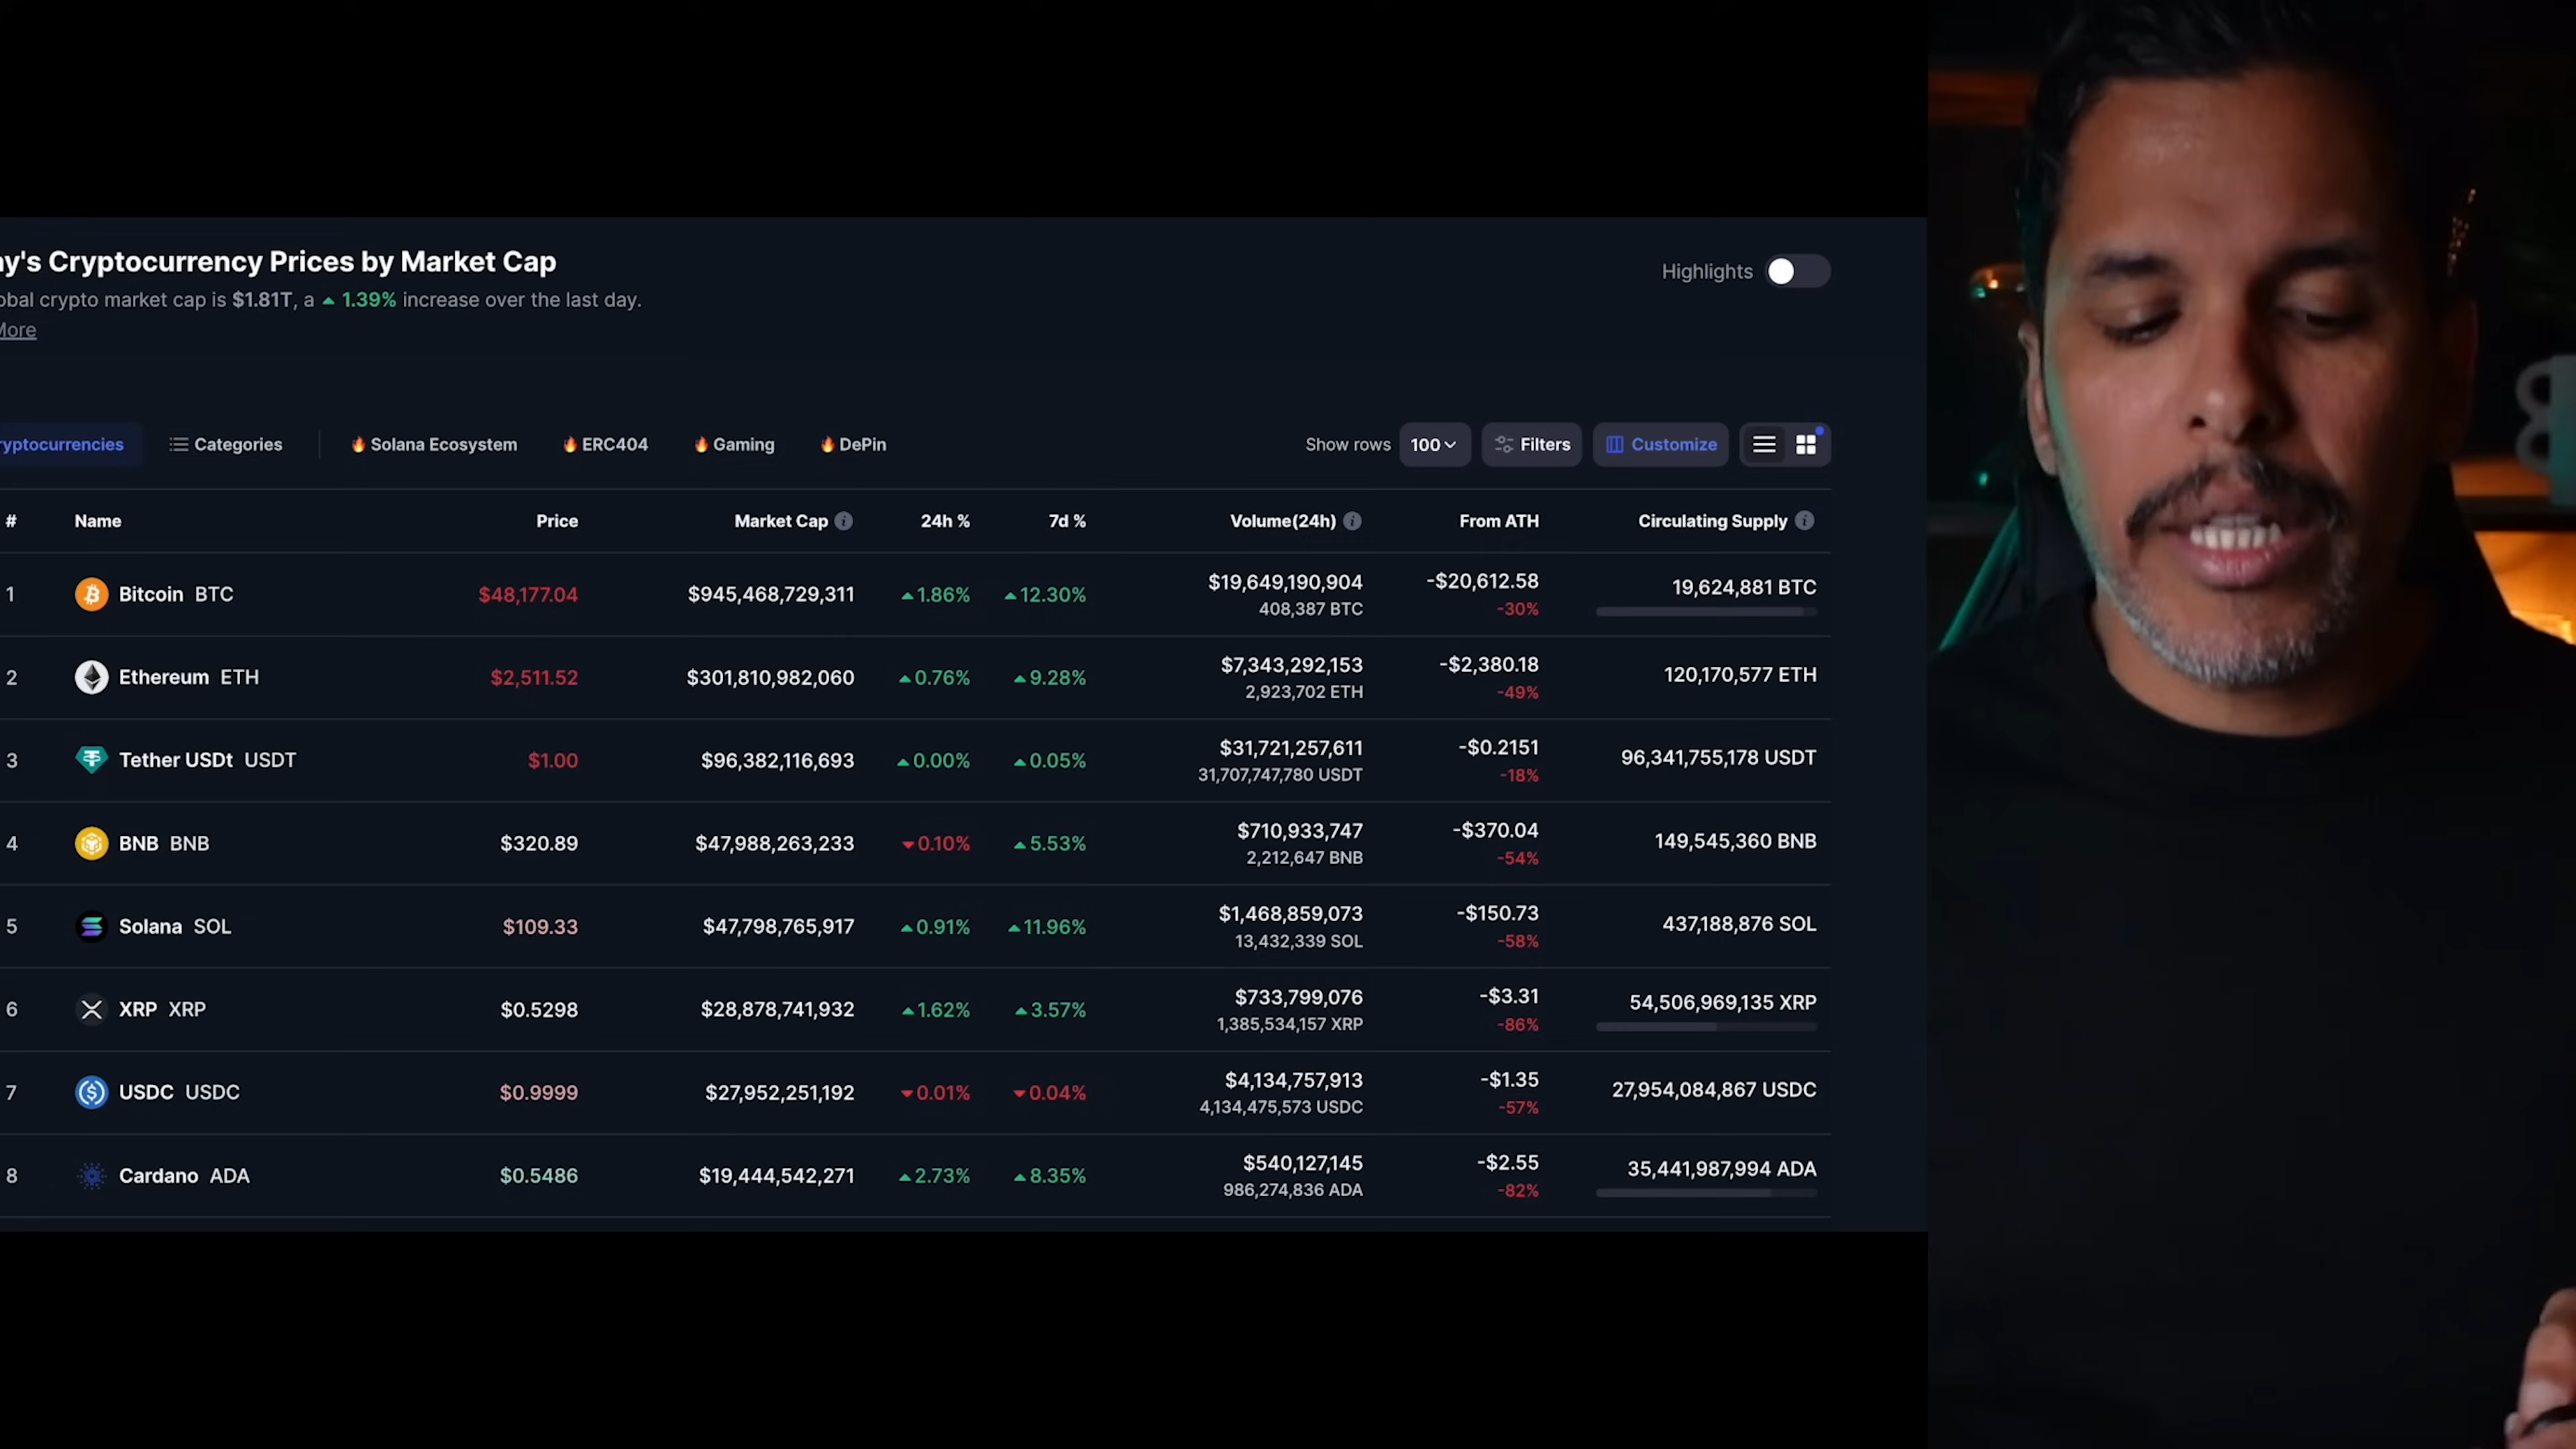 ay's Cryptocurrency Prices by Market Cap
obal crypto market cap is $1.81T, a 1.39% increase over the last day.
More
Highlights
ryptocurrencies Categories Solana Ecosystem ERC404 Gaming DePin Show rows 100 Filters Customize
# Name Price Market Cap 24h % 7d % Volume(24h) From ATH Circulating Supply
1 Bitcoin BTC $48,177.04 $945,468,729,311 1.86% 12.30% $19,649,190,904 -$20,612.58 19,624,881 BTC
408,387 BTC -30%
2 Ethereum ETH $2,511.52 $301,810,982,060 0.76% 9.28% $7,343,292,153 -$2,380.18 120,170,577 ETH
2,923,702 ETH -49%
3 Tether USDt USDT $1.00 $96,382,116,693 0.00% 0.05% $31,721,257,611 -$0.2151 96,341,755,178 USDT
31,707,747,780 USDT -18%
4 BNB BNB $320.89 $47,988,263,233 0.10% 5.53% $710,933,747 -$370.04 149,545,360 BNB
2,212,647 BNB -54%
5 Solana SOL $109.33 $47,798,765,917 0.91% 11.96% $1,468,859,073 -$150.73 437,188,876 SOL
13,432,339 SOL -58%
6 XRP XRP $0.5298 $28,878,741,932 1.62% 3.57% $733,799,076 -$3.31 54,506,969,135 XRP
1,385,534,157 XRP -86%
7 USDC USDC $0.9999 $27,952,251,192 0.01% 0.04% $4,134,757,913 -$1.35 27,954,084,867 USDC
4,134,475,573 USDC -57%
8 Cardano ADA $0.5486 $19,444,542,271 2.73% 8.35% $540,127,145 -$2.55 35,441,987,994 ADA
986,274,836 ADA -82%